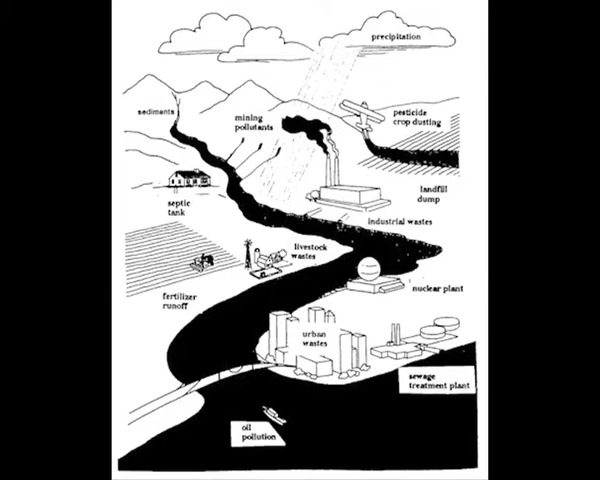 precipitation
sediments
mining
pollutants
pesticide
crop dusting
landfill
dump
septic
tank
industrial wastes
livestock
wastes
nuclear plant
fertilizer
runoff
urban
wastes
sewage
treatment plant
oil
pollution